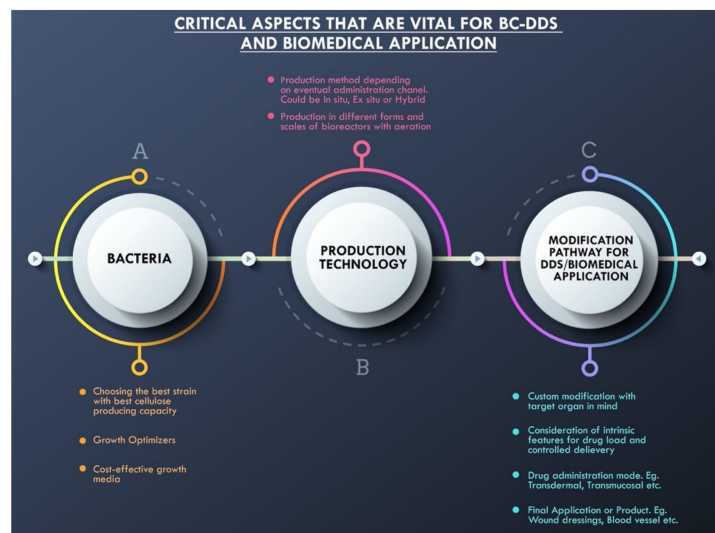 CRITICAL ASPECTS THAT ARE VITAL FOR BC-DDS
AND BIOMEDICAL APPLICATION
Production method depending
on eventual administration chanel.
Could be In situ, Ex situ or Hybrid
Production in different forms and
scales of bioreactors with aeration
A
BACTERIA
Choosing the best strain
with best cellulose
producing capacity
Growth Optimizers
Cost-effective growth
media
PRODUCTION
TECHNOLOGY
B
C
MODIFICATION
PATHWAY FOR
DDS/BIOMEDICAL
APPLICATION
Custom modification with
target organ in mind
Consideration of intrinsic
features for drug load and
controlled delievery
Drug administration mode. Eg.
Transdermal, Transmucosal etc.
Final Application or Product. Eg.
Wound dressings, Blood vessel etc.